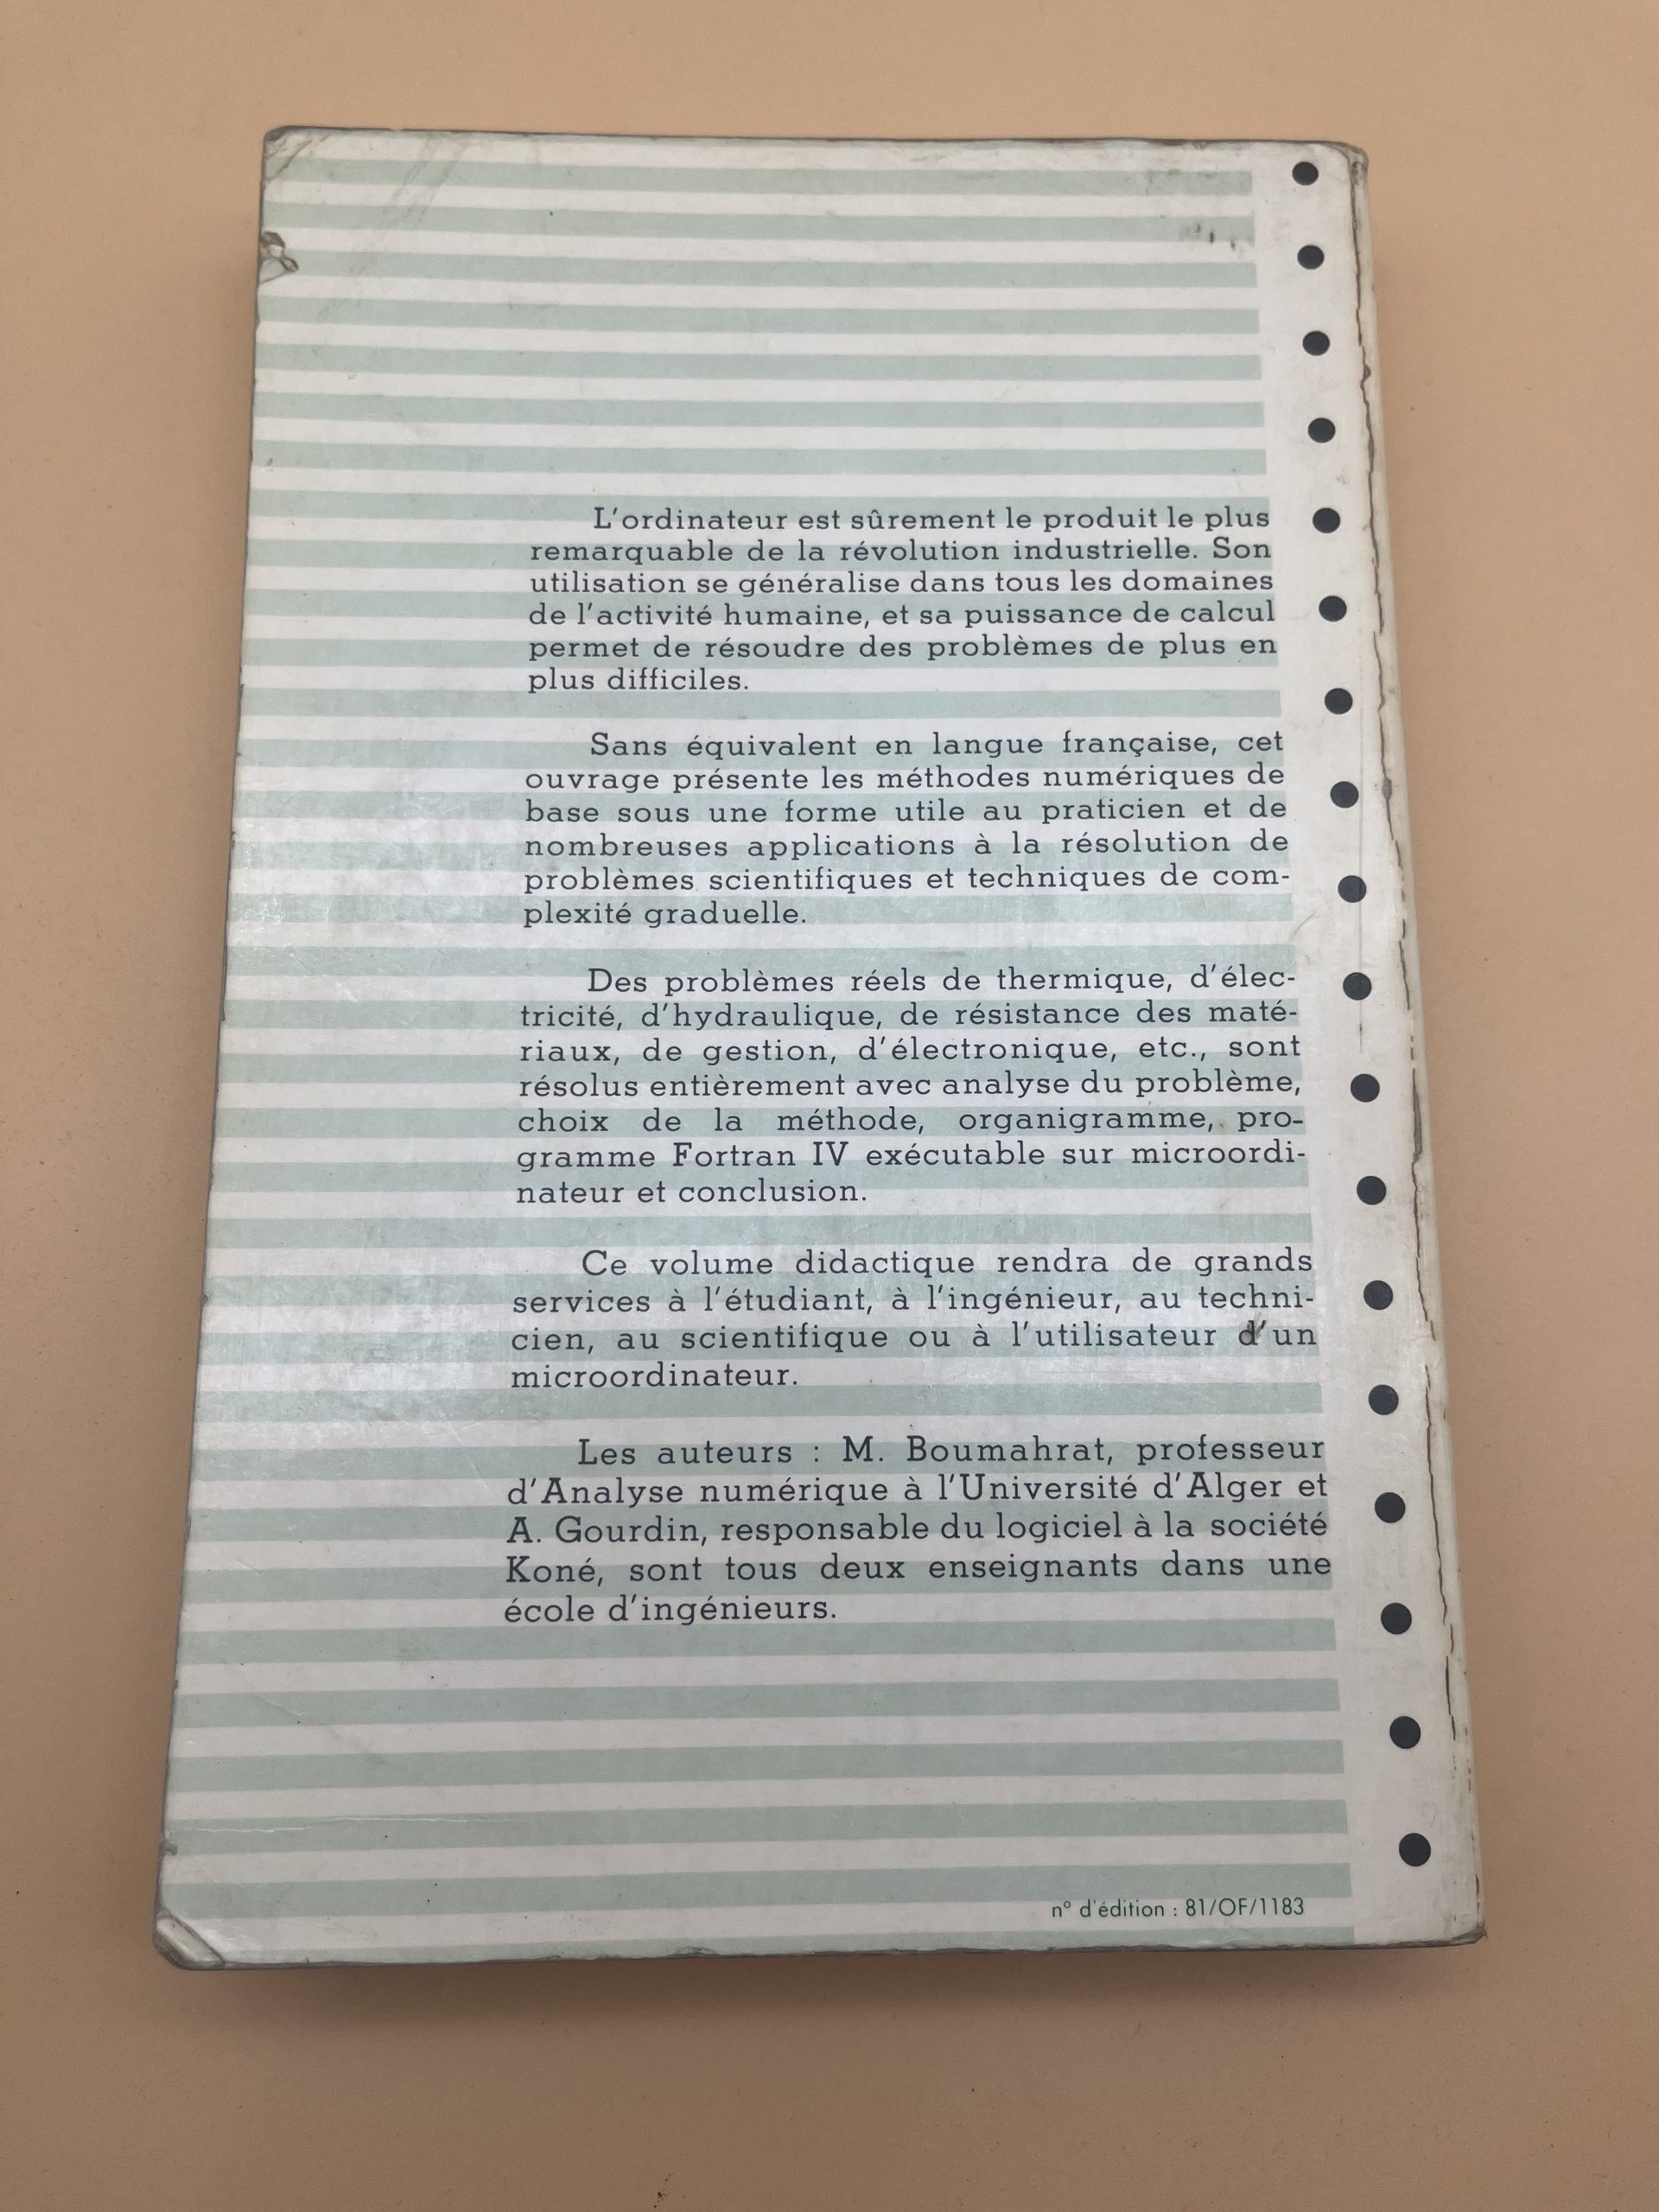 L'ordinateur est sûrement le produit le plus
remarquable de la révolution industrielle. Son
utilisation se généralise dans tous les domaines
de l'activité humaine, et sa puissance de calcul
permet de résoudre des problèmes de plus en
plus difficiles.
Sans équivalent en langue française, cet
ouvrage présente les méthodes numériques de
base sous une forme utile au praticien et de
nombreuses applications à la résolution de
problèmes scientifiques et techniques de com-
plexité graduelle.
Des problèmes réels de thermique, d'élec-
tricité, d'hydraulique, de résistance des maté-
riaux, de gestion, d'électronique, etc., sont
résolus entièrement avec analyse du problème,
choix de la méthode, organigramme, pro-
gramme Fortran IV exécutable sur microordi-
nateur et conclusion.
Ce volume didactique rendra de grands
services à l'étudiant, à l'ingénieur, au techni-
cien, au scientifique ou à l'utilisateur d'un
microordinateur.
Les auteurs : M. Boumahrat, professeur
d'Analyse numérique à l'Université d'Alger et
A. Gourdin, responsable du logiciel à la société
Koné, sont tous deux enseignants dans une
école d'ingénieurs.
n° d'édition : 81/OF/1183